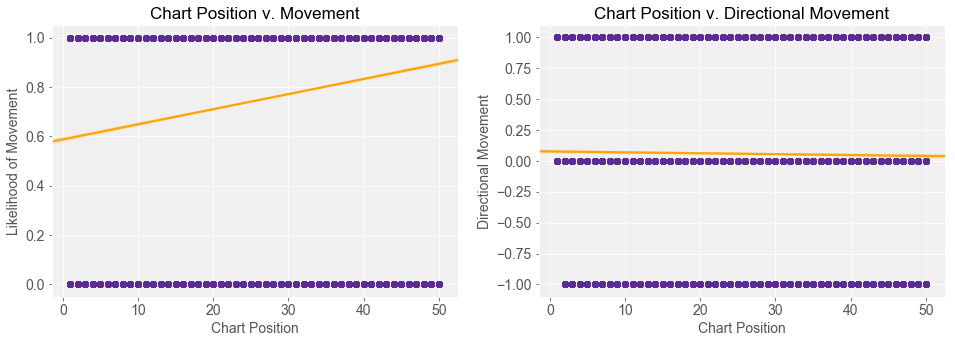 Chart Position v. Movement
Likelihood of Movement
1.0
0.8
0.6
0.4
0.2
0.0
0 10 20 30 40 50
Chart Position
Chart Position v. Directional Movement
Directional Movement
1.00
0.75
0.50
0.25
0.00
−0.25
−0.50
−0.75
−1.00
0 10 20 30 40 50
Chart Position